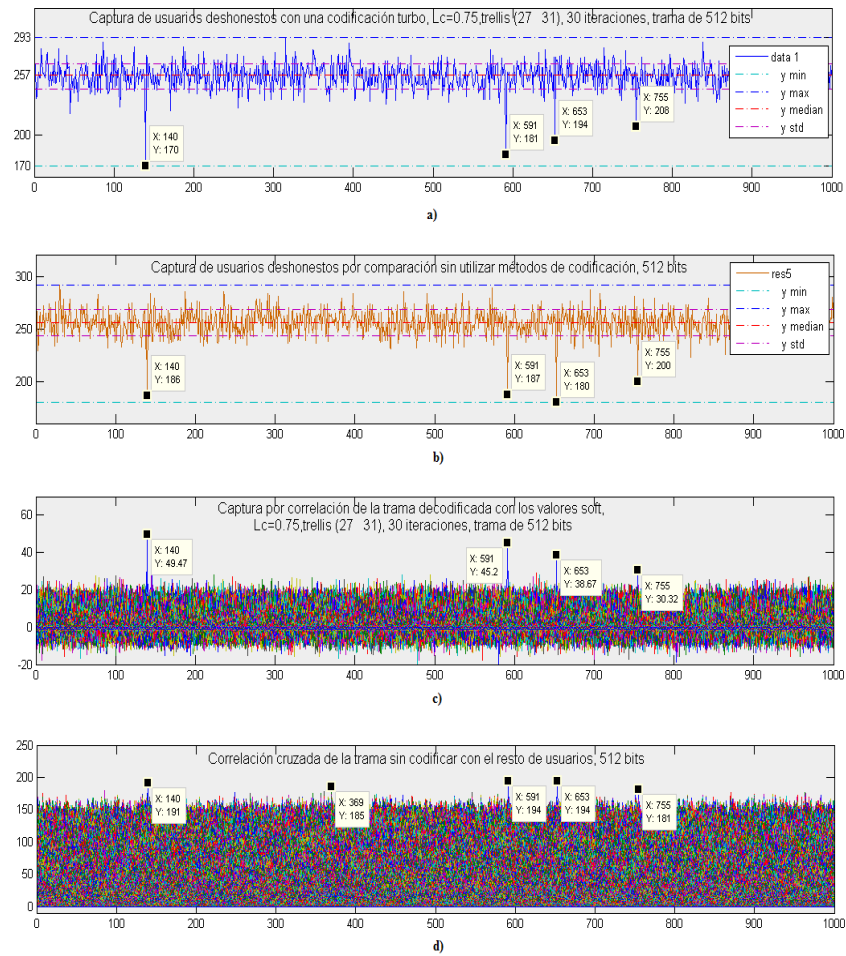 Captura de usuarios deshonestos con una codificación turbo, Lc=0.75,trellis (27 31), 30 iteraciones, trama de 512 bits
293
257
200
170
data 1
y min
y max
y median
y std
X: 140
Y: 170
X: 591
Y: 181
X: 653
Y: 194
X: 755
Y: 208
0 100 200 300 400 500 600 700 800 900 1000
a)
Captura de usuarios deshonestos por comparación sin utilizar métodos de codificación, 512 bits
300
250
200
res5
y min
y max
y median
y std
X: 140
Y: 186
X: 591
Y: 187
X: 653
Y: 180
X: 755
Y: 200
0 100 200 300 400 500 600 700 800 900 1000
b)
Captura por correlación de la trama decodificada con los valores soft,
Lc=0.75,trellis (27 31), 30 iteraciones, trama de 512 bits
60
40
20
0
-20
X: 140
Y: 49.47
X: 591
Y: 45.2
X: 653
Y: 38.67
X: 755
Y: 30.32
0 100 200 300 400 500 600 700 800 900 1000
c)
Correlación cruzada de la trama sin codificar con el resto de usuarios, 512 bits
250
200
150
100
50
0
X: 140
Y: 191
X: 369
Y: 185
X: 591
Y: 194
X: 653
Y: 194
X: 755
Y: 181
0 100 200 300 400 500 600 700 800 900 1000
d)